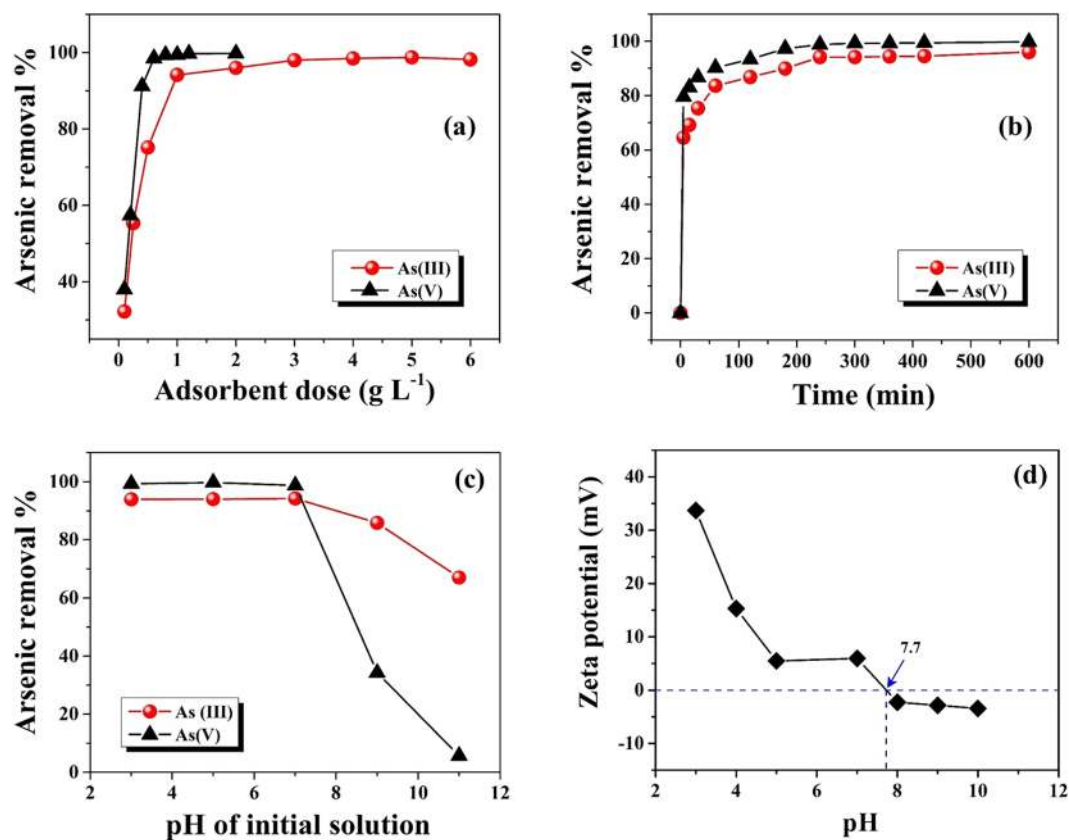 100
80
60
40
Arsenic removal %
(a)
As(III)
As(V)
0 1 2 3 4 5 6
Adsorbent dose (g L⁻¹)
100
80
60
40
20
0
Arsenic removal %
(b)
As(III)
As(V)
0 100 200 300 400 500 600
Time (min)
100
80
60
40
20
0
Arsenic removal %
(c)
As (III)
As(V)
2 4 6 8 10 12
pH of initial solution
40
30
20
10
0
-10
Zeta potential (mV)
(d)
7.7
2 4 6 8 10 12
pH